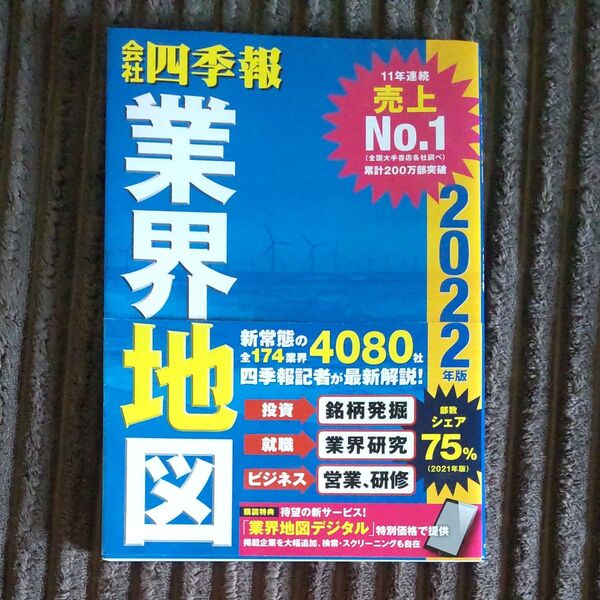 会社四季報
業界地図
11年連続
売上
No.1
(全国大手書店各社調べ)
累計200万部突破
2022年版
新常態の
全174業界4080社
四季報記者が最新解説!
投資 銘柄発掘
就職 業界研究
ビジネス 営業、研修
部数
シェア
75%
(2021年版)
購読特典 待望の新サービス!
「業界地図デジタル」特別価格で提供
掲載企業を大幅追加、検索・スクリーニングも自在